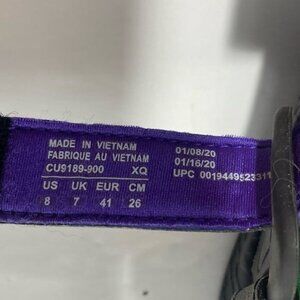 MADE IN VIETNAM
FABRIQUE AU VIETNAM
CU9189-900 XQ
US UK EUR CM
8 7 41 26
01/08/20
01/16/20
UPC